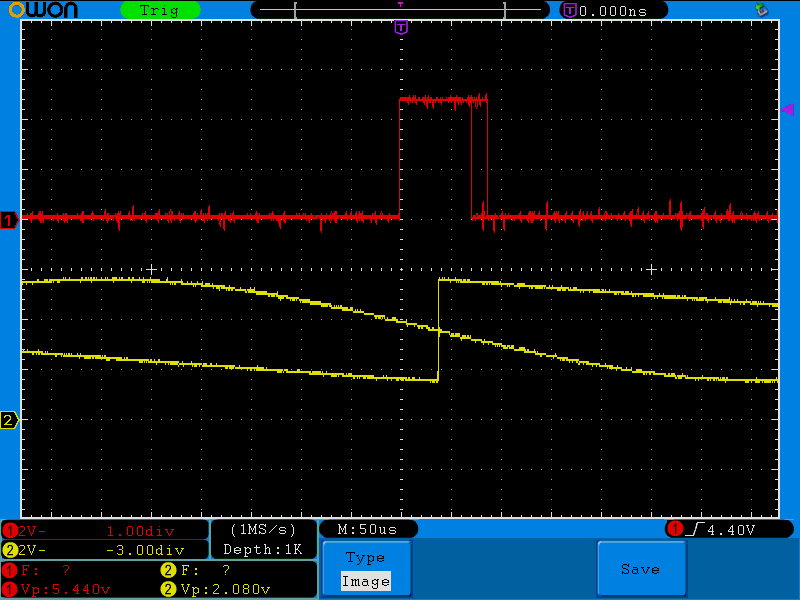 OWON Trig T 0.000ns
T
1
2
1 2V- 1.00div (1MS/s) M:50us 1 4.40V
2 2V- -3.00div Depth:1K
1 F: ? 2 F: ? Type
1 Vp:5.440v 2 Vp:2.080v Image Save